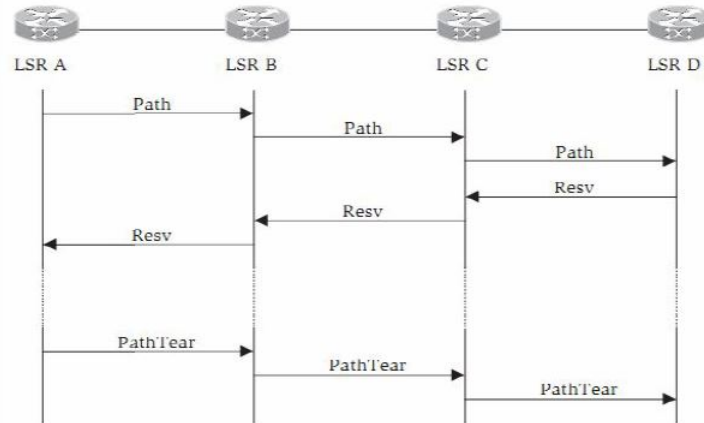 LSR A
LSR B
LSR C
LSR D
Path
Path
Path
Resv
Resv
Resv
PathTear
PathTear
PathTear